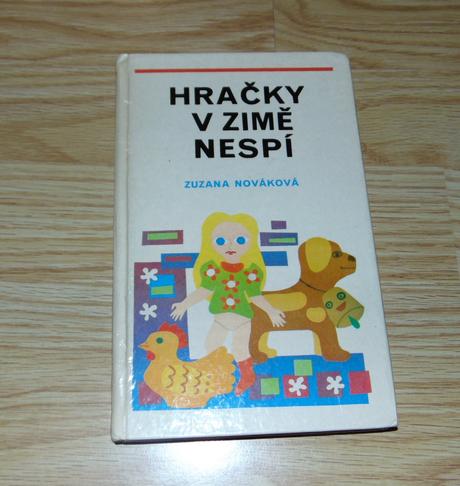 HRAČKY
V ZIMĚ
NESPÍ
ZUZANA NOVÁKOVÁ